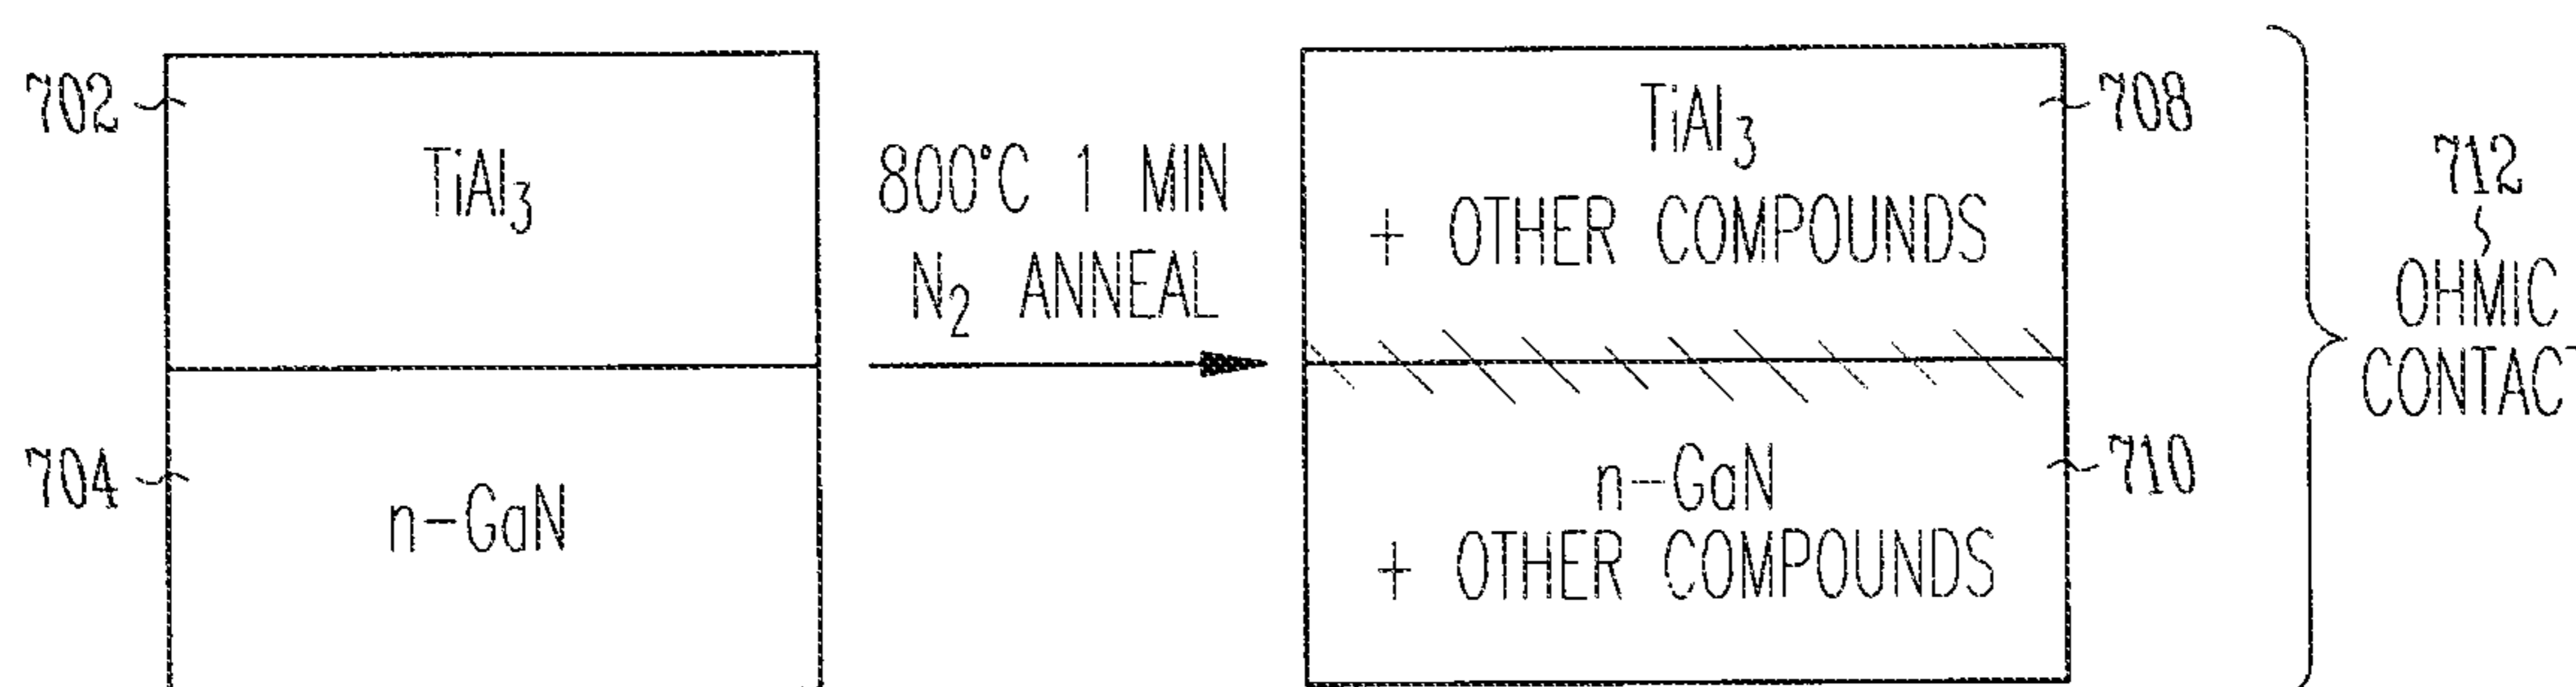 702
TiAl3
704
n-GaN
800°C 1 MIN
N2 ANNEAL
TiAl3
+ OTHER COMPOUNDS
708
n-GaN
+ OTHER COMPOUNDS
710
712
OHMIC
CONTACT